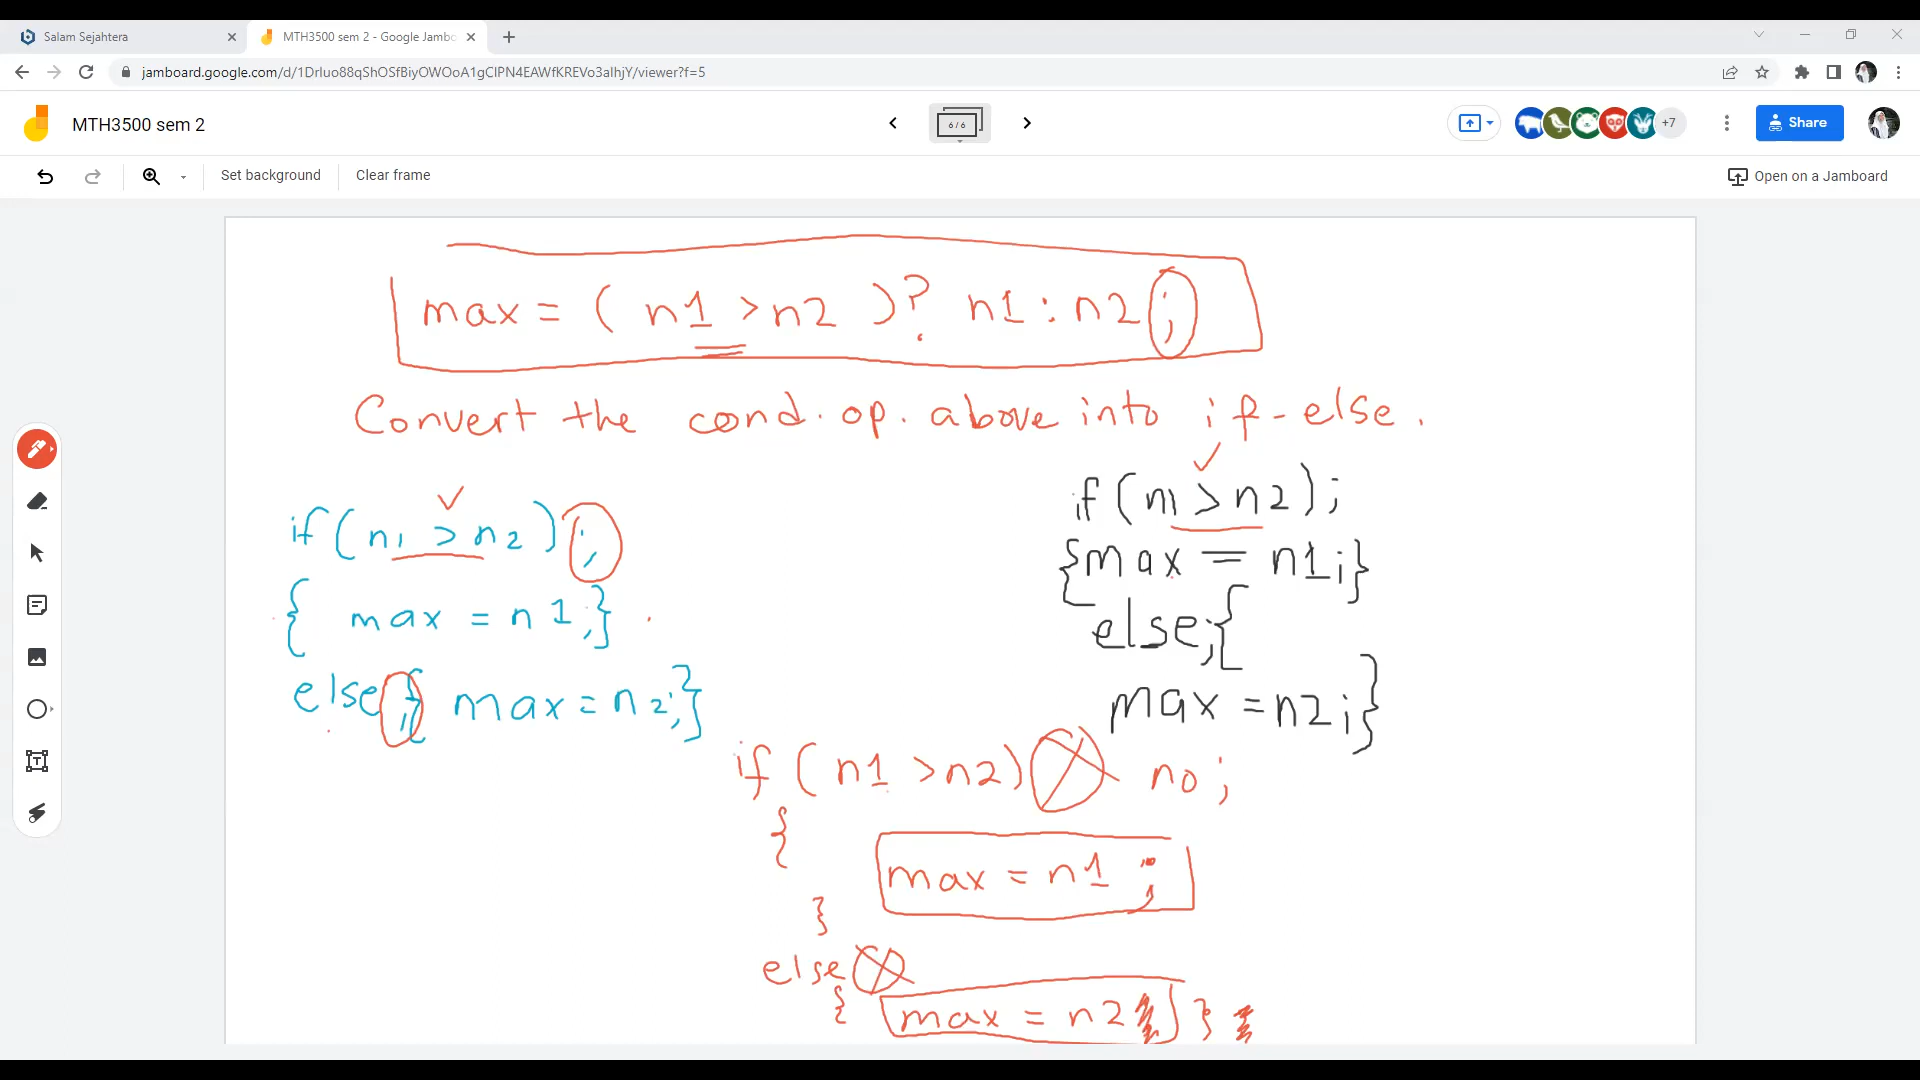 Salam Sejahtera
MTH3500 sem 2 - Google Jambo
jamboard.google.com/d/1Drluo88qShOSfBiyOWOoA1gClPN4EAWfKREVo3alhjY/viewer?f=5
MTH3500 sem 2
6 / 6
+7
Share
Set background
Clear frame
Open on a Jamboard
max = ( n1 > n2 )? n1 : n2 ;
Convert the cond. op. above into if - else .
if ( n1 > n2 ) ;
{ max = n1 ;}
else ;{ max = n2 ;}
if ( n1 > n2 ) ;
{max = n1;}
else;{
max = n2;}
if ( n1 > n2) no ;
{
max = n1 ;
}
else
{ max = n2 }